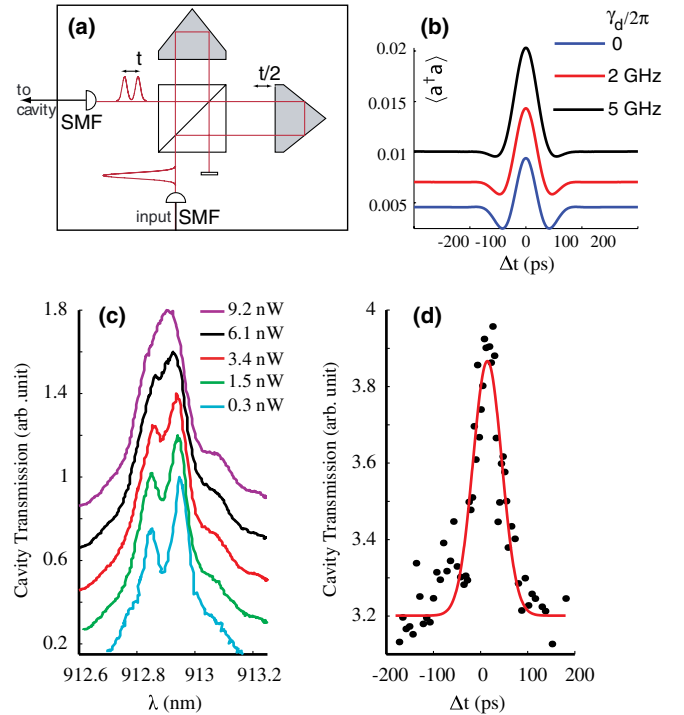 (a)
t
t/2
to
cavity
SMF
input
SMF
(b)
γd/2π
0
2 GHz
5 GHz
⟨a†a⟩
0.02
0.015
0.01
0.005
-200 -100 0 100 200
Δt (ps)
(c)
9.2 nW
6.1 nW
3.4 nW
1.5 nW
0.3 nW
Cavity Transmission (arb .unit)
1.8
1.4
1
0.6
0.2
912.6 912.8 913 913.2
λ (nm)
(d)
Cavity Transmission (arb. unit)
4
3.8
3.6
3.4
3.2
-200 -100 0 100 200
Δt (ps)